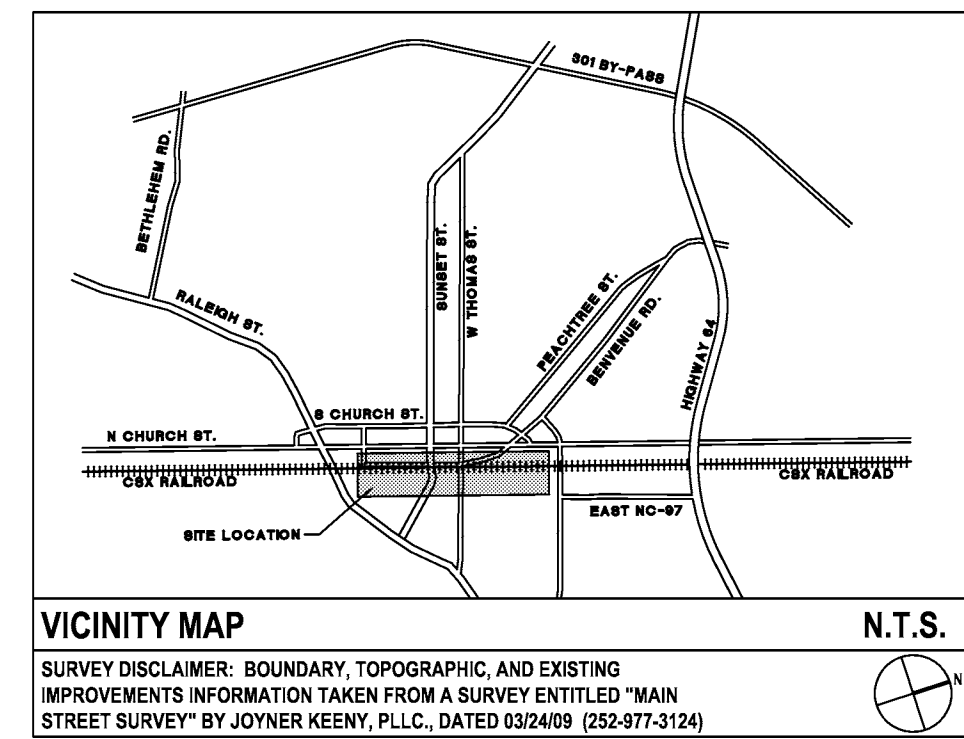 301 BY-PASS
BETHLEHEM RD.
SUNSET ST.
W THOMAS ST.
RALEIGH ST.
PEACHTREE ST.
BENVENUE RD.
HIGHWAY 64
S CHURCH ST.
N CHURCH ST.
CSX RAILROAD
CSX RAILROAD
EAST NC-97
SITE LOCATION
VICINITY MAP
N.T.S.
SURVEY DISCLAIMER: BOUNDARY, TOPOGRAPHIC, AND EXISTING
IMPROVEMENTS INFORMATION TAKEN FROM A SURVEY ENTITLED "MAIN
STREET SURVEY" BY JOYNER KEENY, PLLC., DATED 03/24/09 (252-977-3124)
N